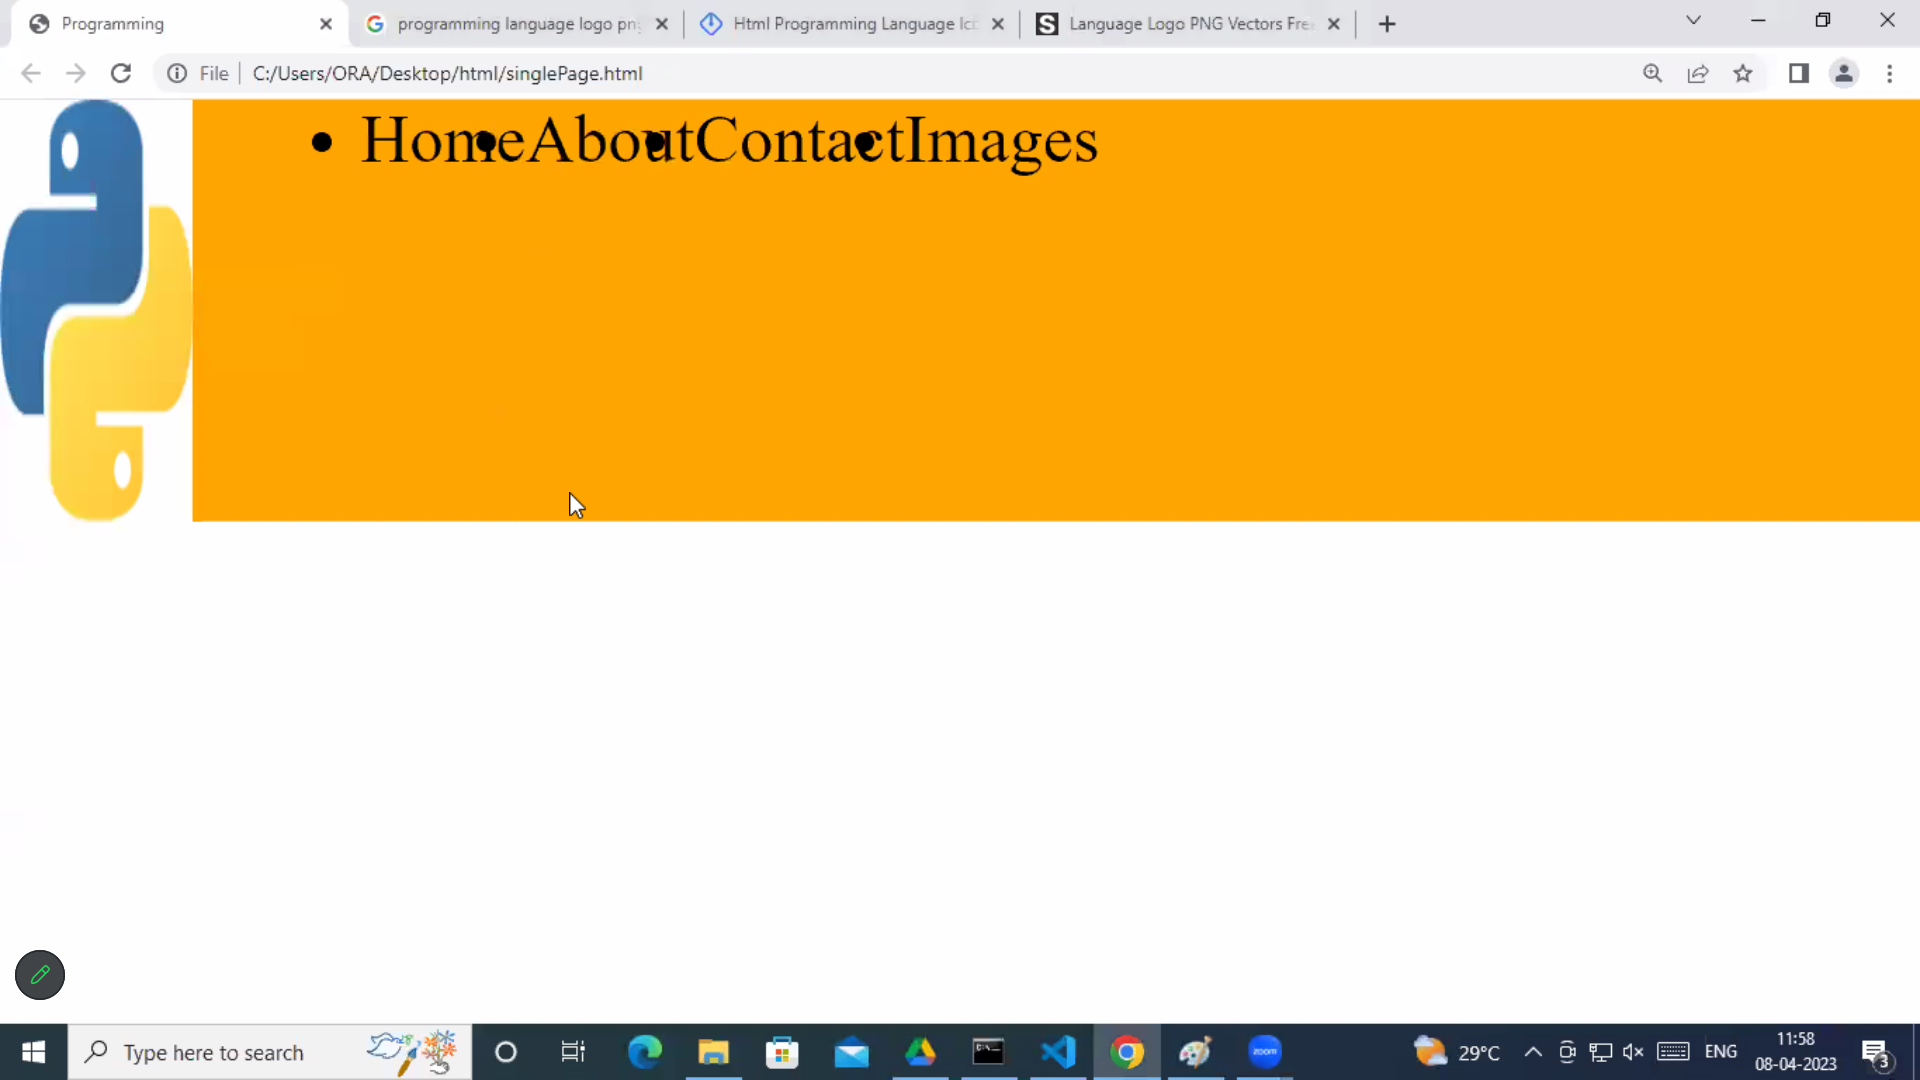 Programming
programming language logo pn
Html Programming Language Ic
Language Logo PNG Vectors Fre
File
C:/Users/ORA/Desktop/html/singlePage.html
HomeAboutContactImages
Type here to search
zoom
29°C
ENG
11:58
08-04-2023
3